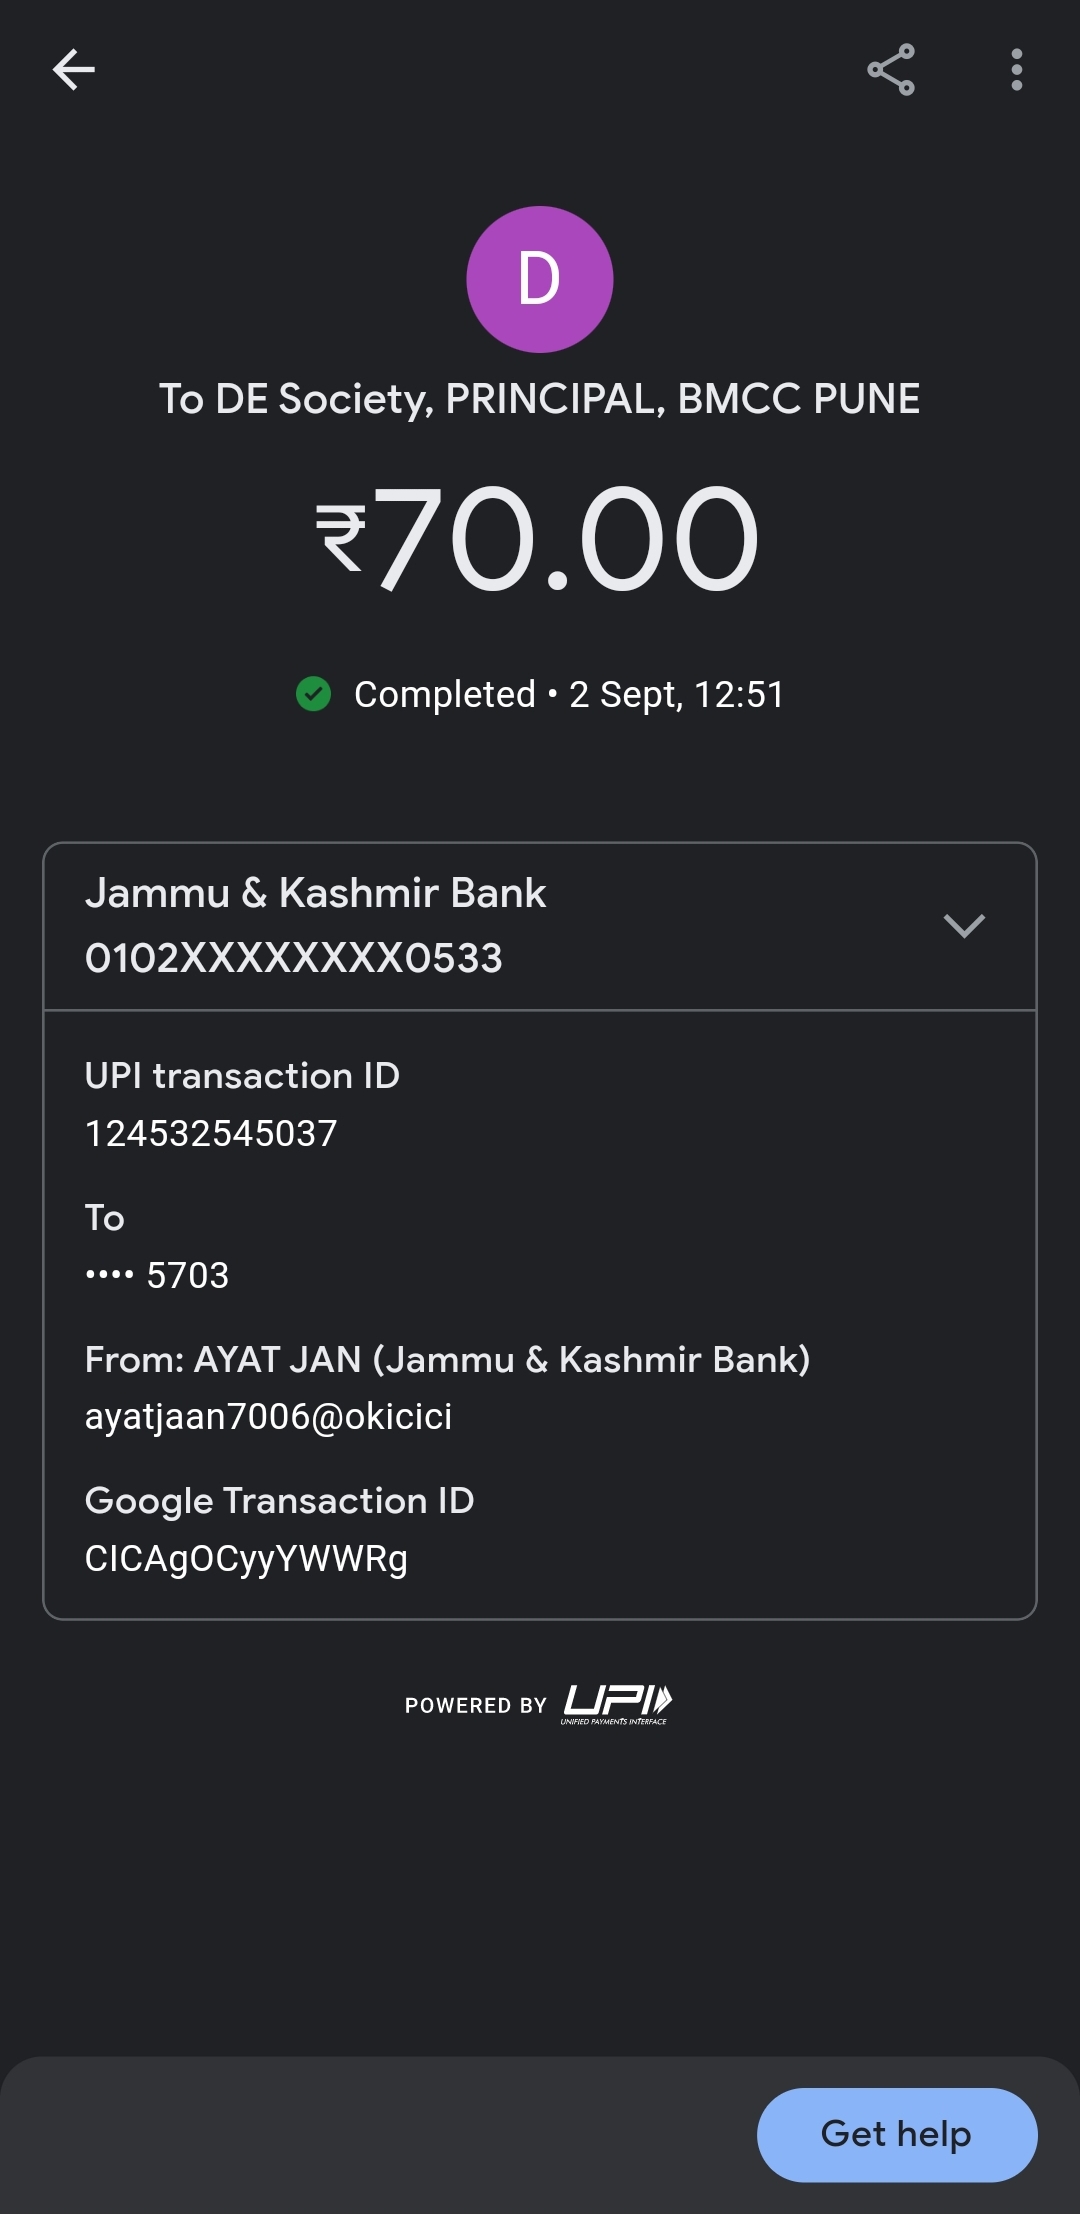 D
To DE Society, PRINCIPAL, BMCC PUNE
₹70.00
Completed • 2 Sept, 12:51
Jammu & Kashmir Bank
0102XXXXXXXX0533
UPI transaction ID
124532545037
To
•••• 5703
From: AYAT JAN (Jammu & Kashmir Bank)
ayatjaan7006@okicici
Google Transaction ID
CICAgOCyyYWWRg
POWERED BY UPI
UNIFIED PAYMENTS INTERFACE
Get help